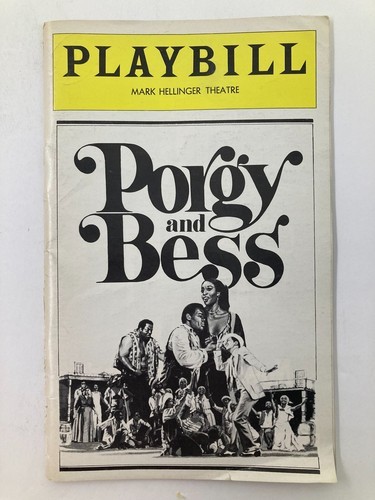 PLAYBILL
MARK HELLINGER THEATRE
Porgy
and
Bess